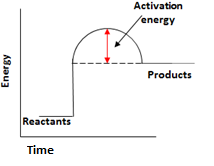 Activation
energy
Energy
Products
Reactants
Time